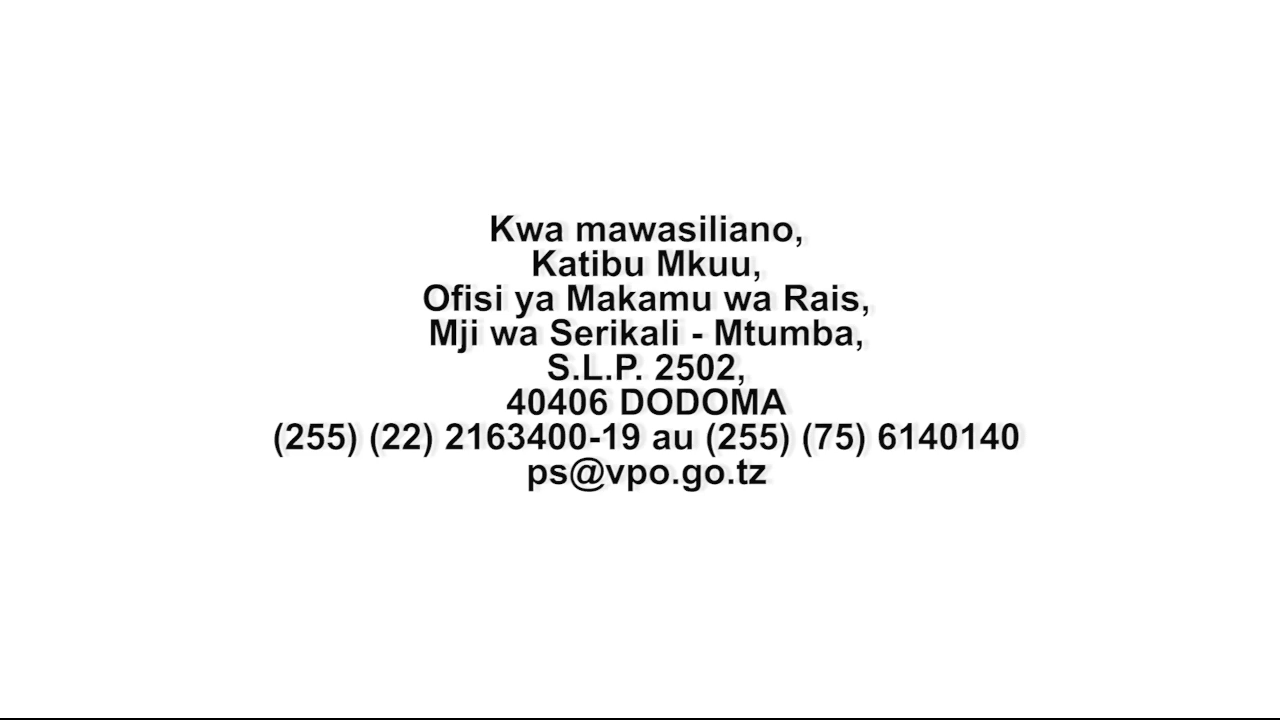 Kwa mawasiliano,
Katibu Mkuu,
Ofisi ya Makamu wa Rais,
Mji wa Serikali - Mtumba,
S.L.P. 2502,
40406 DODOMA
(255) (22) 2163400-19 au (255) (75) 6140140
ps@vpo.go.tz